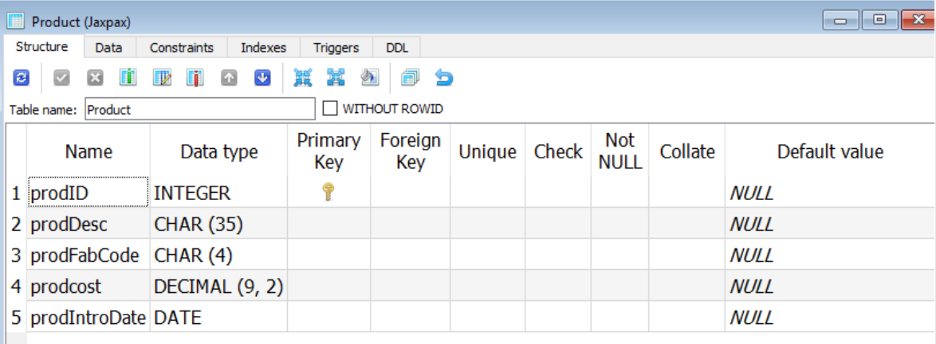 Product (Jaxpax)
Structure Data Constraints Indexes Triggers DDL
Table name: Product WITHOUT ROWID
Name Data type Primary Key Foreign Key Unique Check Not NULL Collate Default value
1 prodID INTEGER NULL
2 prodDesc CHAR (35) NULL
3 prodFabCode CHAR (4) NULL
4 prodcost DECIMAL (9, 2) NULL
5 prodIntroDate DATE NULL